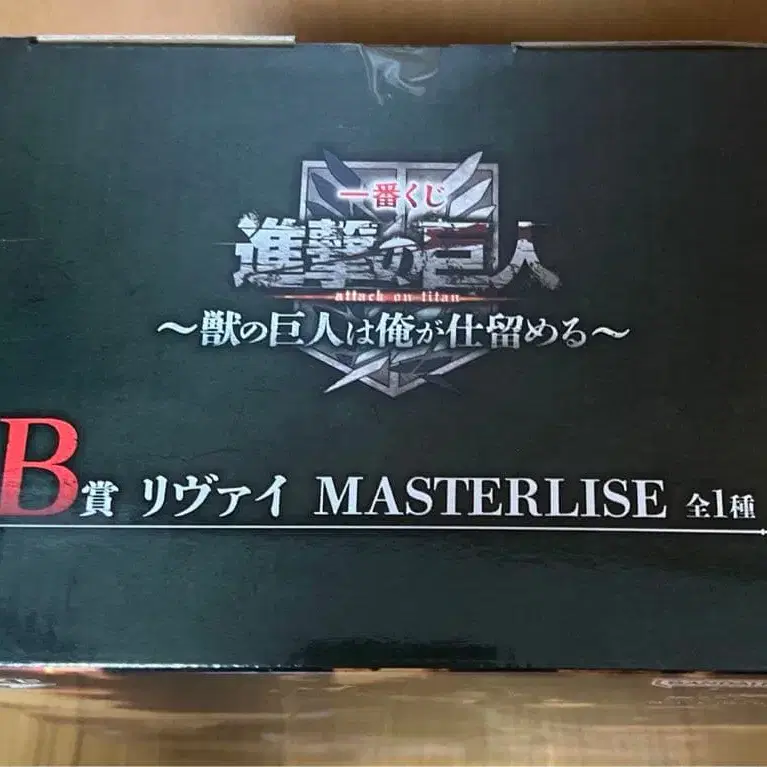 一番くじ
進撃の巨人
attack on titan
～獣の巨人は俺が仕留める～
B賞 リヴァイ MASTERLISE 全1種